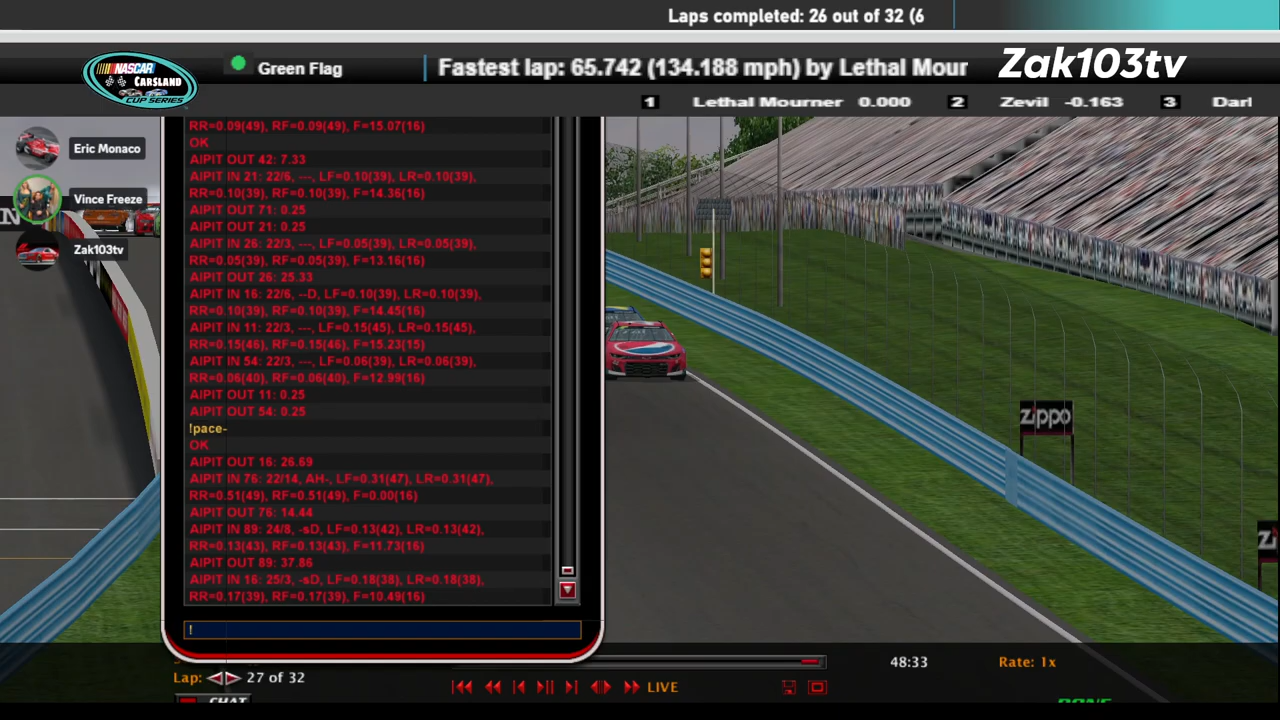 Laps completed: 26 out of 32 (6
NASCAR
CARSLAND
CUP SERIES
Green Flag
Fastest lap: 65.742 (134.188 mph) by Lethal Mour
Zak103tv
1 Lethal Mourner 0.000 2 Zevil -0.163 3 Darl
Eric Monaco
Vince Freeze
Zak103tv
RR=0.09(49), RF=0.09(49), F=15.07(16)
OK
AIPIT OUT 42: 7.33
AIPIT IN 21: 22/6, ---, LF=0.10(39), LR=0.10(39),
RR=0.10(39), RF=0.10(39), F=14.36(16)
AIPIT OUT 71: 0.25
AIPIT OUT 21: 0.25
AIPIT IN 26: 22/3, ---, LF=0.05(39), LR=0.05(39),
RR=0.05(39), RF=0.05(39), F=13.16(16)
AIPIT OUT 26: 25.33
AIPIT IN 16: 22/6, --D, LF=0.10(39), LR=0.10(39),
RR=0.10(39), RF=0.10(39), F=14.45(16)
AIPIT IN 11: 22/3, ---, LF=0.15(45), LR=0.15(45),
RR=0.15(46), RF=0.15(46), F=15.23(15)
AIPIT IN 54: 22/3, ---, LF=0.06(39), LR=0.06(39),
RR=0.06(40), RF=0.06(40), F=12.99(16)
AIPIT OUT 11: 0.25
AIPIT OUT 54: 0.25
!pace-
OK
AIPIT OUT 16: 26.69
AIPIT IN 76: 22/14, AH-, LF=0.31(47), LR=0.31(47),
RR=0.51(49), RF=0.51(49), F=0.00(16)
AIPIT OUT 76: 14.44
AIPIT IN 89: 24/8, -sD, LF=0.13(42), LR=0.13(42),
RR=0.13(43), RF=0.13(43), F=11.73(16)
AIPIT OUT 89: 37.86
AIPIT IN 16: 25/3, -sD, LF=0.18(38), LR=0.18(38),
RR=0.17(39), RF=0.17(39), F=10.49(16)
!
zippo
Zi
Lap: 27 of 32
LIVE
48:33
Rate: 1x
CHAT